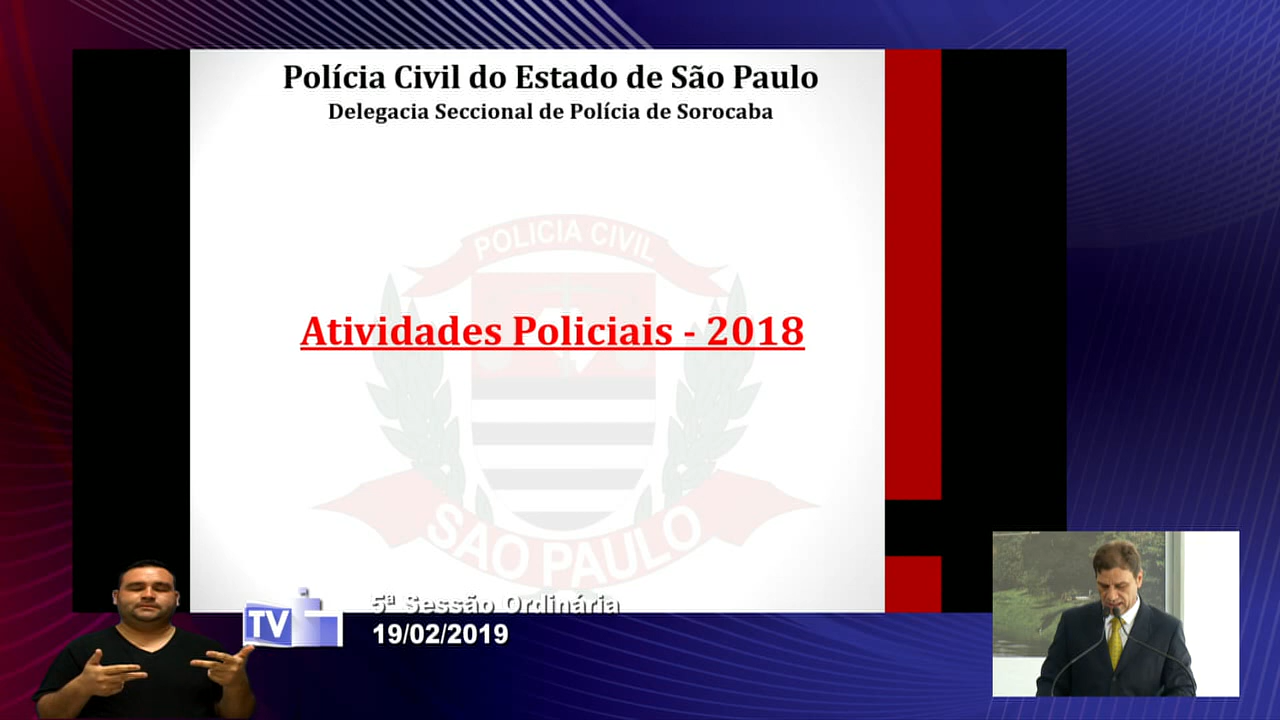 Polícia Civil do Estado de São Paulo
Delegacia Seccional de Polícia de Sorocaba
POLICIA CIVIL
Atividades Policiais - 2018
SÃO PAULO
TV
5ª Sessão Ordinária
19/02/2019